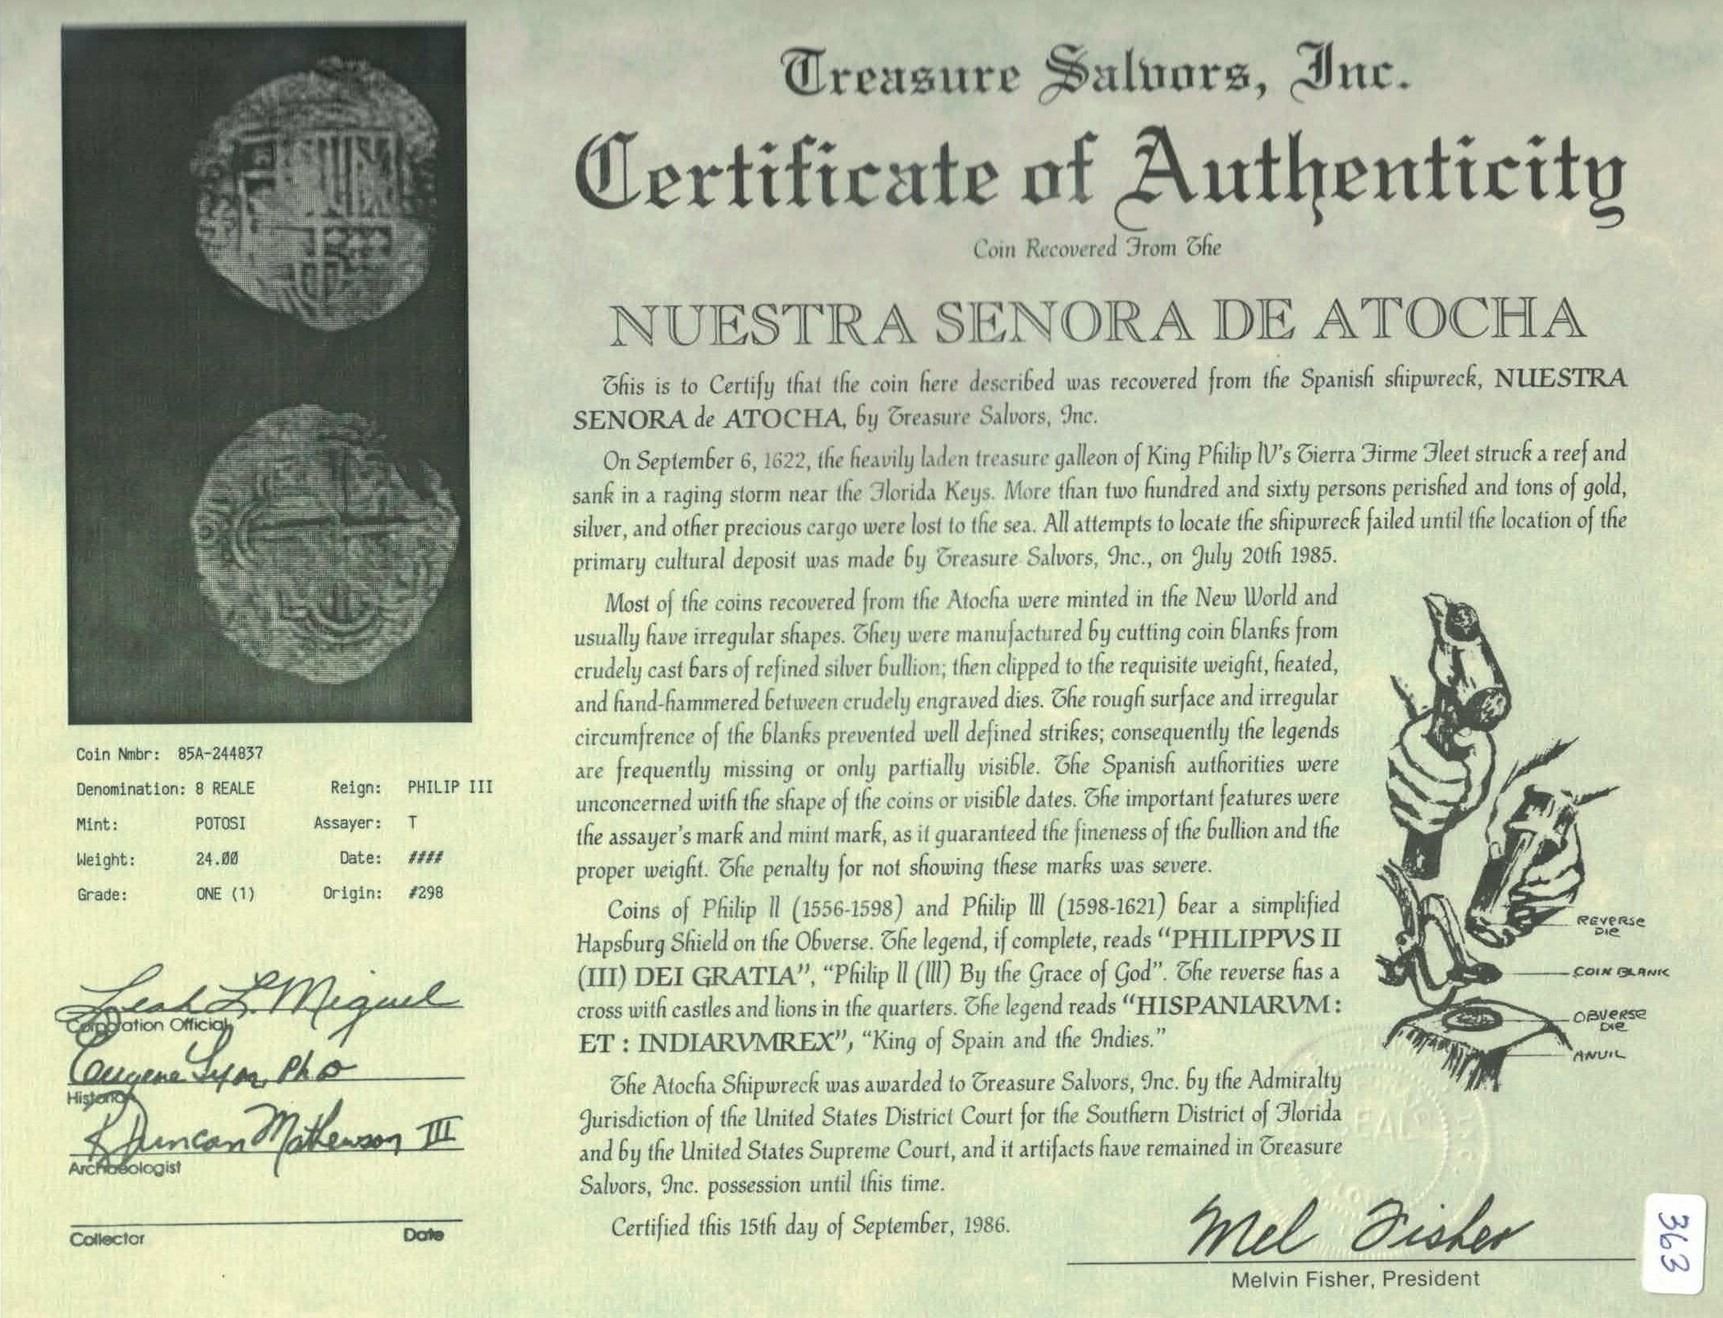 Treasure Salvors, Inc.
Certificate of Authenticity
Coin Recovered From The
NUESTRA SENORA DE ATOCHA
This is to Certify that the coin here described was recovered from the Spanish shipwreck, NUESTRA
SENORA de ATOCHA, by Treasure Salvors, Inc.
On September 6, 1622, the heavily laden treasure galleon of King Philip IV's Tierra Firme Fleet struck a reef and
sank in a raging storm near the Florida Keys. More than two hundred and sixty persons perished and tons of gold,
silver, and other precious cargo were lost to the sea. All attempts to locate the shipwreck failed until the location of the
primary cultural deposit was made by Treasure Salvors, Inc., on July 20th 1985.
Most of the coins recovered from the Atocha were minted in the New World and
usually have irregular shapes. They were manufactured by cutting coin blanks from
crudely cast bars of refined silver bullion; then clipped to the requisite weight, heated,
and hand-hammered between crudely engraved dies. The rough surface and irregular
circumfrence of the blanks prevented well defined strikes; consequently the legends
are frequently missing or only partially visible. The Spanish authorities were
unconcerned with the shape of the coins or visible dates. The important features were
the assayer's mark and mint mark, as it guaranteed the fineness of the bullion and the
proper weight. The penalty for not showing these marks was severe.
Coins of Philip II (1556-1598) and Philip III (1598-1621) bear a simplified
Hapsburg Shield on the Obverse. The legend, if complete, reads "PHILIPPVS II
(III) DEI GRATIA", "Philip II (III) By the Grace of God". The reverse has a
cross with castles and lions in the quarters. The legend reads "HISPANIARVM :
ET : INDIARVMREX", "King of Spain and the Indies."
The Atocha Shipwreck was awarded to Treasure Salvors, Inc. by the Admiralty
Jurisdiction of the United States District Court for the Southern District of Florida
and by the United States Supreme Court, and it artifacts have remained in Treasure
Salvors, Inc. possession until this time.
Certified this 15th day of September, 1986.
Mel Fisher
Melvin Fisher, President
REVERSE
DIE
COIN BLANK
OBVERSE
DIE
ANVIL
SEAL
Coin Nmbr: 85A-244837
Denomination: 8 REALE Reign: PHILIP III
Mint: POTOSI Assayer: T
Weight: 24.00 Date: ####
Grade: ONE (1) Origin: #298
Leah L. Miguel
Corporation Official
Eugene Lyon PhD
Historian
R Duncan Mathewson III
Archaeologist
Collector Date
363